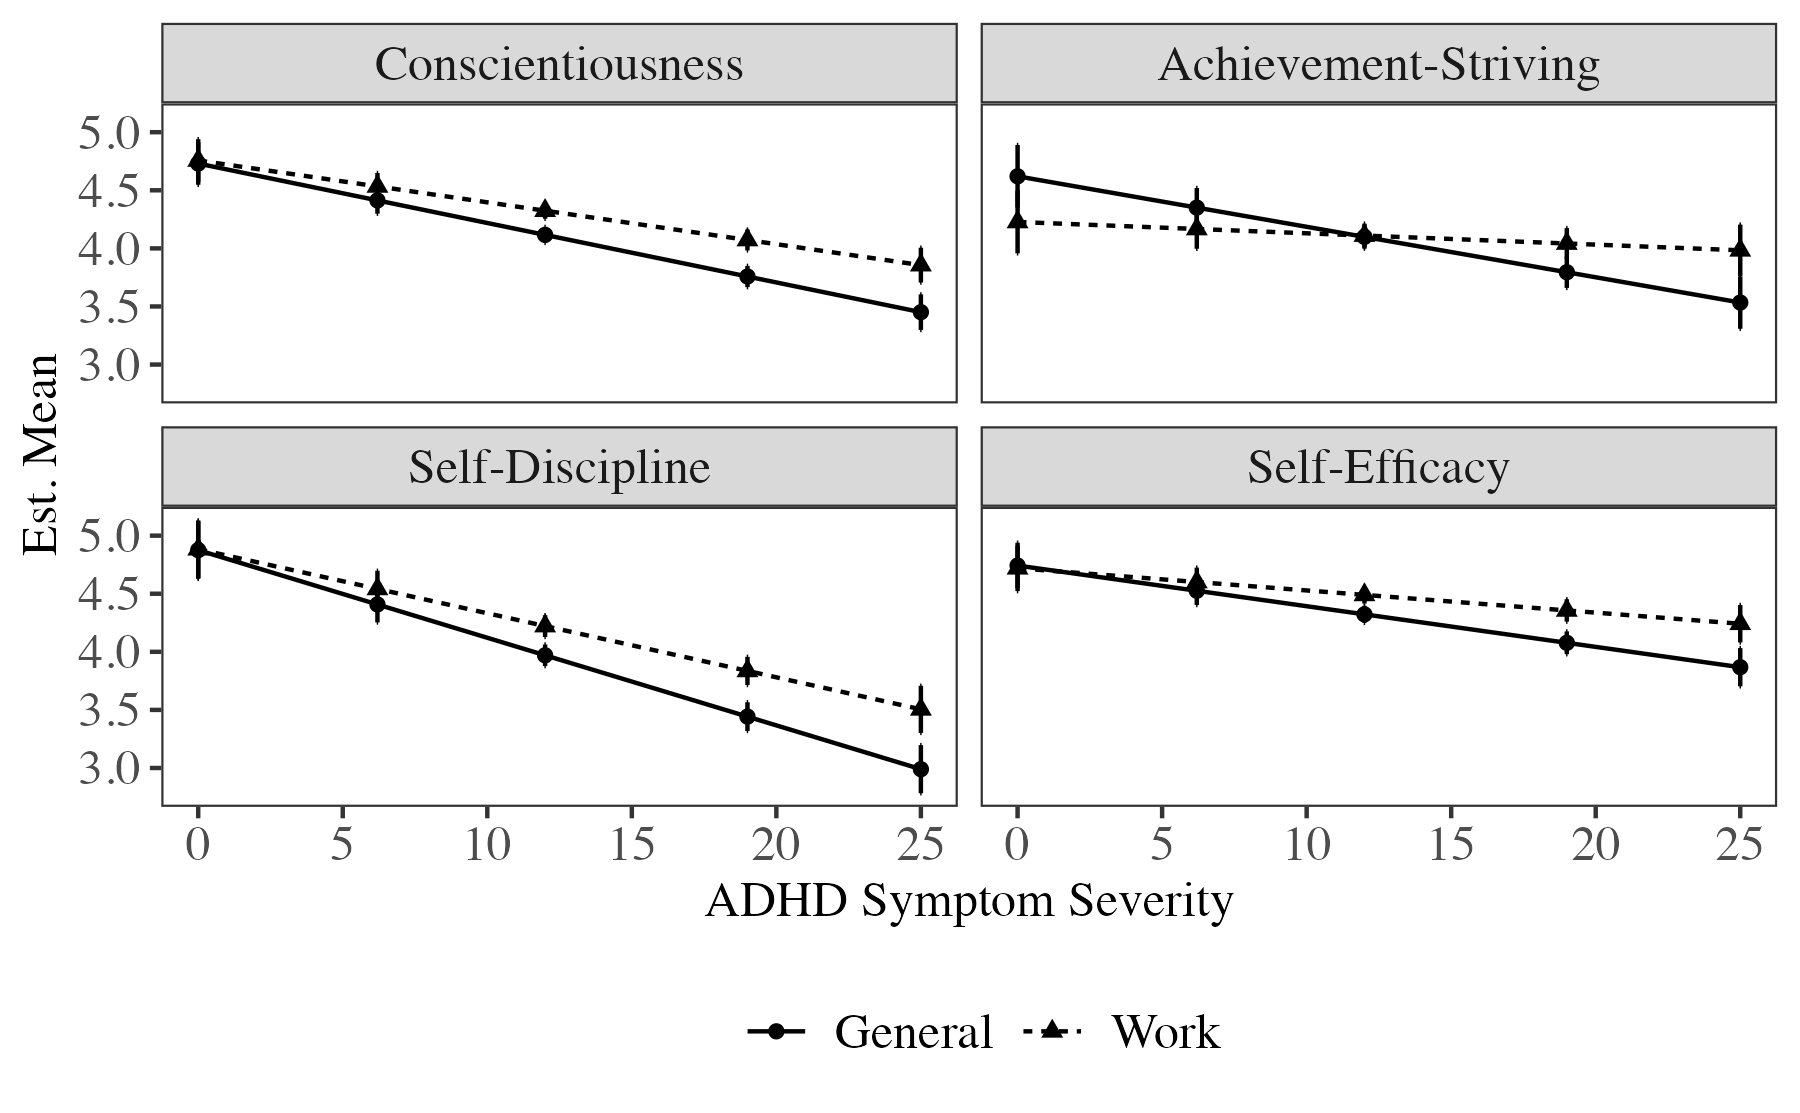 Conscientiousness
Achievement-Striving
5.0
4.5
4.0
3.5
3.0
Est. Mean
Self-Discipline
Self-Efficacy
5.0
4.5
4.0
3.5
3.0
0 5 10 15 20 25
0 5 10 15 20 25
ADHD Symptom Severity
General Work